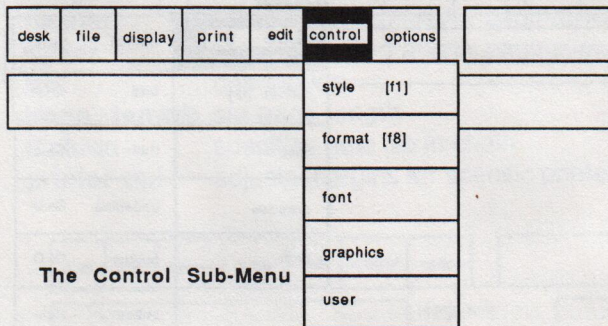 desk file display print edit control options
style [f1]
format [f8]
font
graphics
The Control Sub-Menu
user